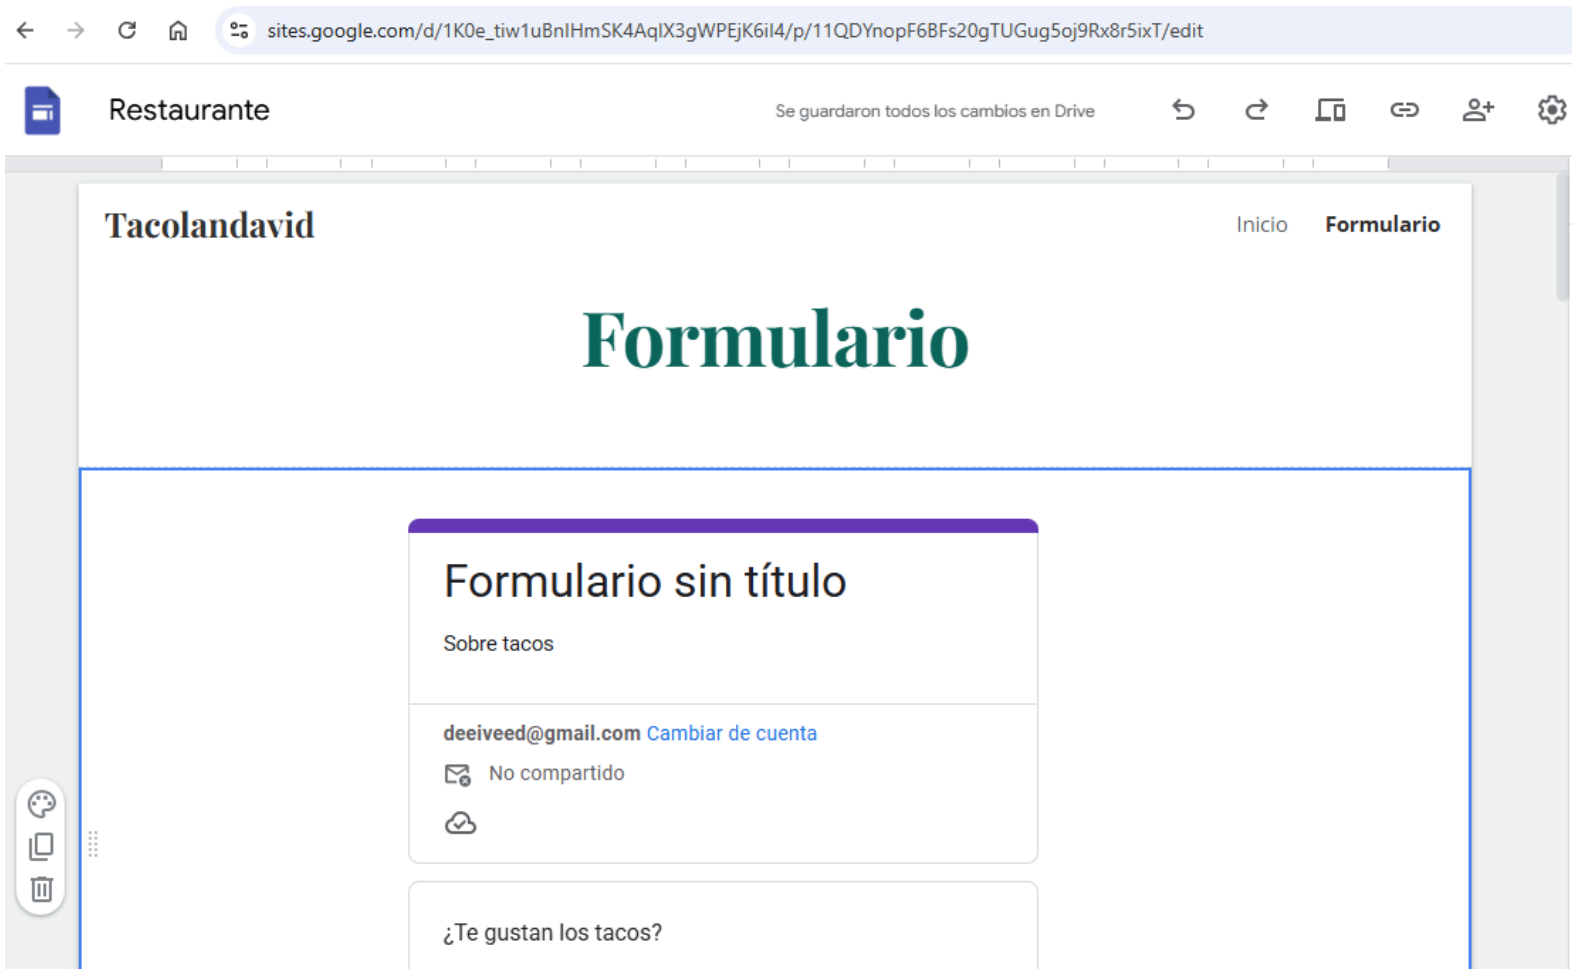 sites.google.com/d/1K0e_tiw1uBnIHmSK4AqIX3gWPEjK6iI4/p/11QDYnopF6BFs20gTUGug5oj9Rx8r5ixT/edit
Restaurante
Se guardaron todos los cambios en Drive
Tacolandavid
Inicio
Formulario
Formulario
Formulario sin título
Sobre tacos
deeiveed@gmail.com Cambiar de cuenta
No compartido
¿Te gustan los tacos?